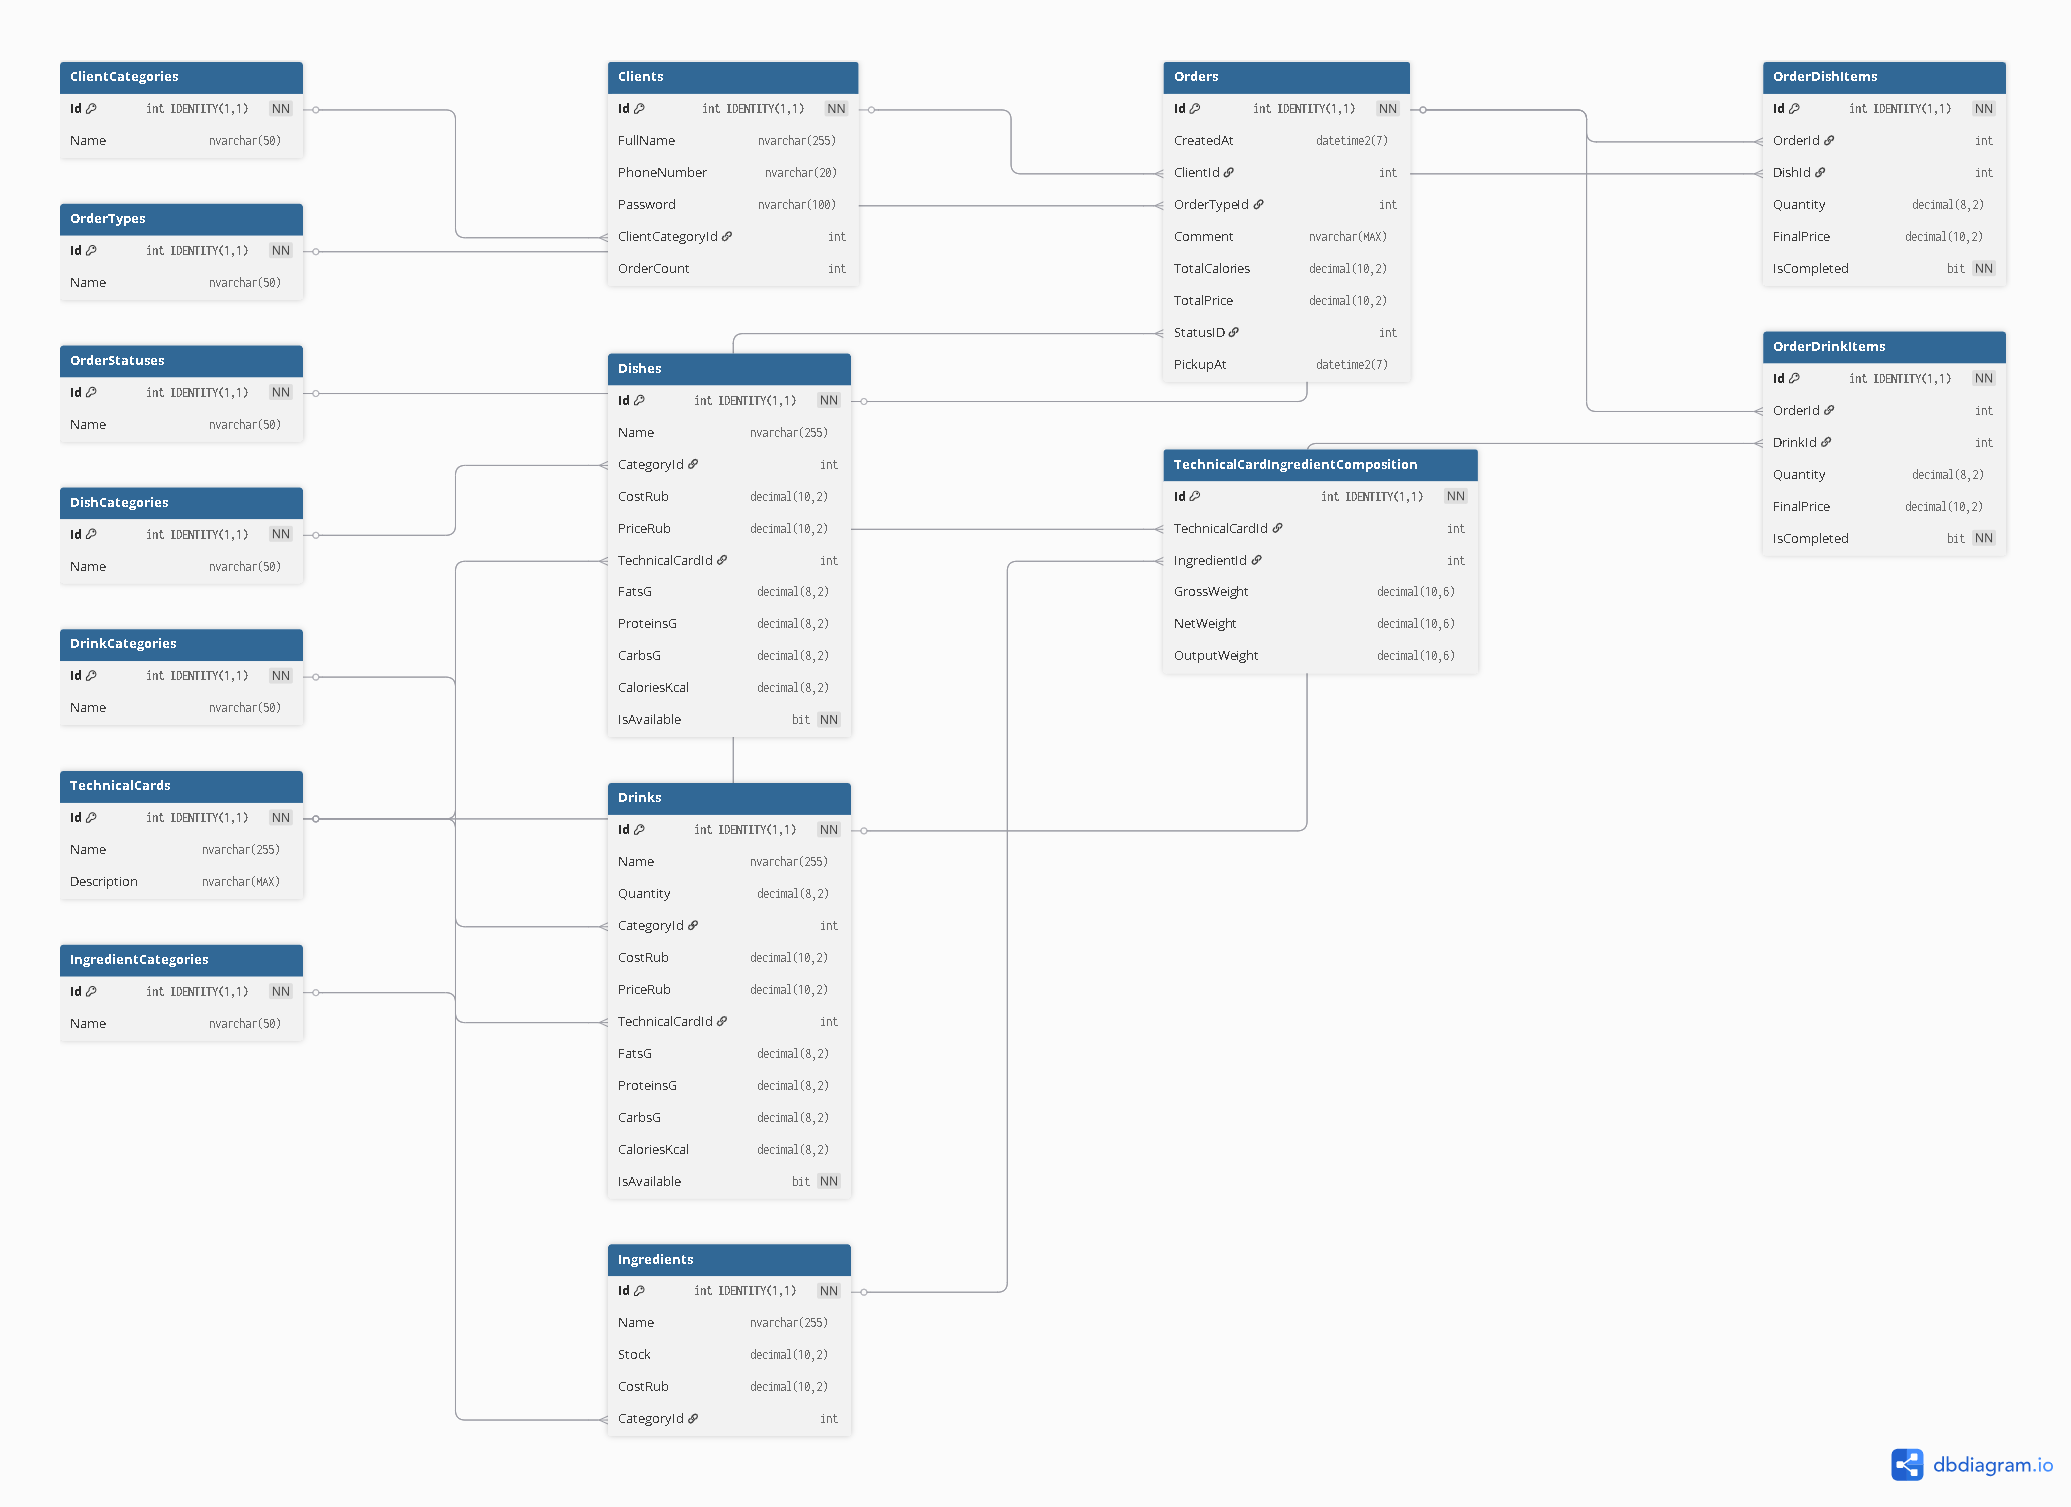 ClientCategories
Id int IDENTITY(1,1) NN
Name nvarchar(50)
OrderTypes
Id int IDENTITY(1,1) NN
Name nvarchar(50)
OrderStatuses
Id int IDENTITY(1,1) NN
Name nvarchar(50)
DishCategories
Id int IDENTITY(1,1) NN
Name nvarchar(50)
DrinkCategories
Id int IDENTITY(1,1) NN
Name nvarchar(50)
TechnicalCards
Id int IDENTITY(1,1) NN
Name nvarchar(255)
Description nvarchar(MAX)
IngredientCategories
Id int IDENTITY(1,1) NN
Name nvarchar(50)
Clients
Id int IDENTITY(1,1) NN
FullName nvarchar(255)
PhoneNumber nvarchar(20)
Password nvarchar(100)
ClientCategoryId int
OrderCount int
Dishes
Id int IDENTITY(1,1) NN
Name nvarchar(255)
CategoryId int
CostRub decimal(10,2)
PriceRub decimal(10,2)
TechnicalCardId int
FatsG decimal(8,2)
ProteinsG decimal(8,2)
CarbsG decimal(8,2)
CaloriesKcal decimal(8,2)
IsAvailable bit NN
Drinks
Id int IDENTITY(1,1) NN
Name nvarchar(255)
Quantity decimal(8,2)
CategoryId int
CostRub decimal(10,2)
PriceRub decimal(10,2)
TechnicalCardId int
FatsG decimal(8,2)
ProteinsG decimal(8,2)
CarbsG decimal(8,2)
CaloriesKcal decimal(8,2)
IsAvailable bit NN
Ingredients
Id int IDENTITY(1,1) NN
Name nvarchar(255)
Stock decimal(10,2)
CostRub decimal(10,2)
CategoryId int
Orders
Id int IDENTITY(1,1) NN
CreatedAt datetime2(7)
ClientId int
OrderTypeId int
Comment nvarchar(MAX)
TotalCalories decimal(10,2)
TotalPrice decimal(10,2)
StatusID int
PickupAt datetime2(7)
TechnicalCardIngredientComposition
Id int IDENTITY(1,1) NN
TechnicalCardId int
IngredientId int
GrossWeight decimal(10,6)
NetWeight decimal(10,6)
OutputWeight decimal(10,6)
OrderDishItems
Id int IDENTITY(1,1) NN
OrderId int
DishId int
Quantity decimal(8,2)
FinalPrice decimal(10,2)
IsCompleted bit NN
OrderDrinkItems
Id int IDENTITY(1,1) NN
OrderId int
DrinkId int
Quantity decimal(8,2)
FinalPrice decimal(10,2)
IsCompleted bit NN
dbdiagram.io